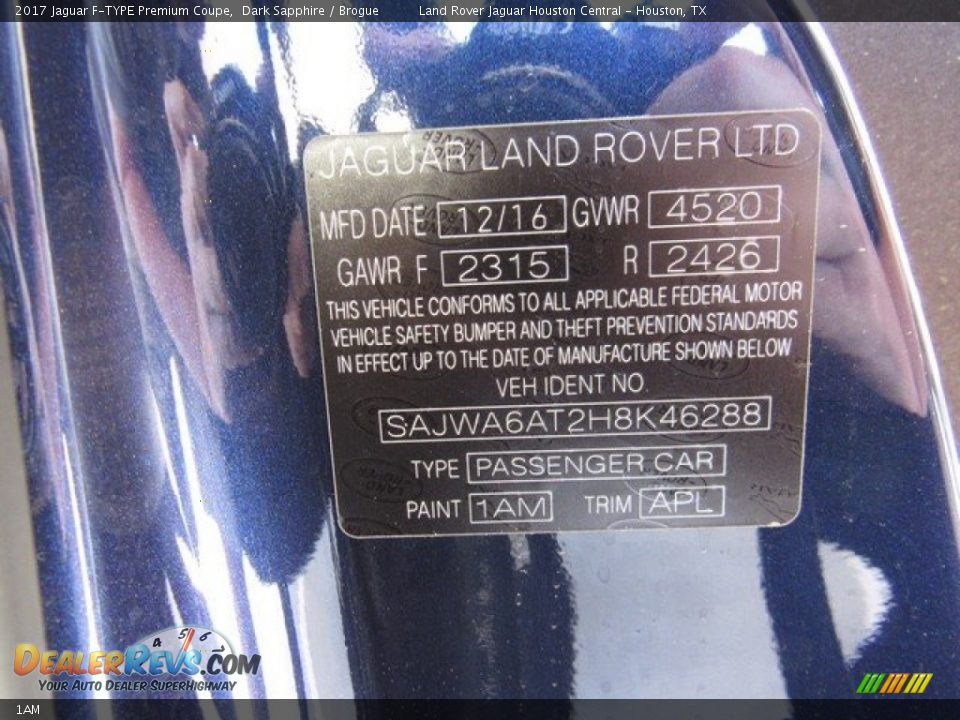 2017 Jaguar F-TYPE Premium Coupe, Dark Sapphire / Brogue Land Rover Jaguar Houston Central - Houston, TX
JAGUAR LAND ROVER LTD
MFD DATE 12/16 GVWR 4520
GAWR F 2315 R 2426
THIS VEHICLE CONFORMS TO ALL APPLICABLE FEDERAL MOTOR
VEHICLE SAFETY BUMPER AND THEFT PREVENTION STANDARDS
IN EFFECT UP TO THE DATE OF MANUFACTURE SHOWN BELOW
VEH IDENT NO.
SAJWA6AT2H8K46288
TYPE PASSENGER CAR
PAINT 1AM TRIM APL
4 5 6
DEALERREVS.COM
YOUR AUTO DEALER SUPERHIGHWAY
1AM